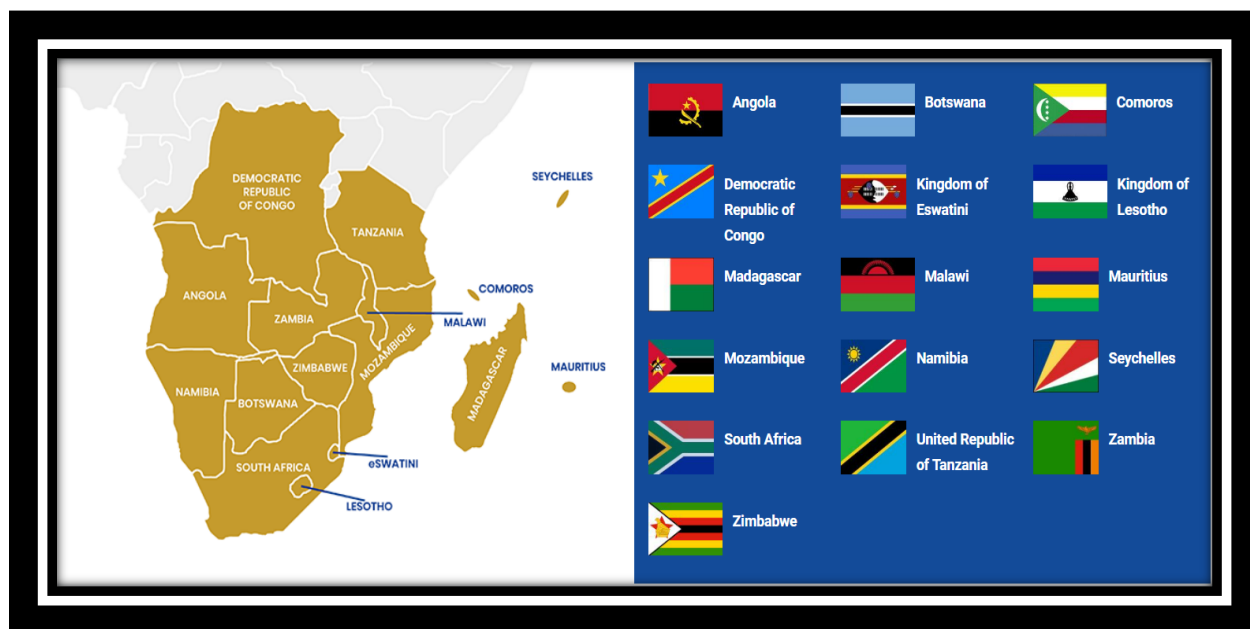 DEMOCRATIC
REPUBLIC
OF CONGO
SEYCHELLES
TANZANIA
COMOROS
ANGOLA
ZAMBIA
MALAWI
MOZAMBIQUE
ZIMBABWE
MAURITIUS
MADAGASCAR
NAMIBIA
BOTSWANA
SOUTH AFRICA
eSWATINI
LESOTHO
Angola
Botswana
Comoros
Democratic
Republic of
Congo
Kingdom of
Eswatini
Kingdom of
Lesotho
Madagascar
Malawi
Mauritius
Mozambique
Namibia
Seychelles
South Africa
United Republic
of Tanzania
Zambia
Zimbabwe